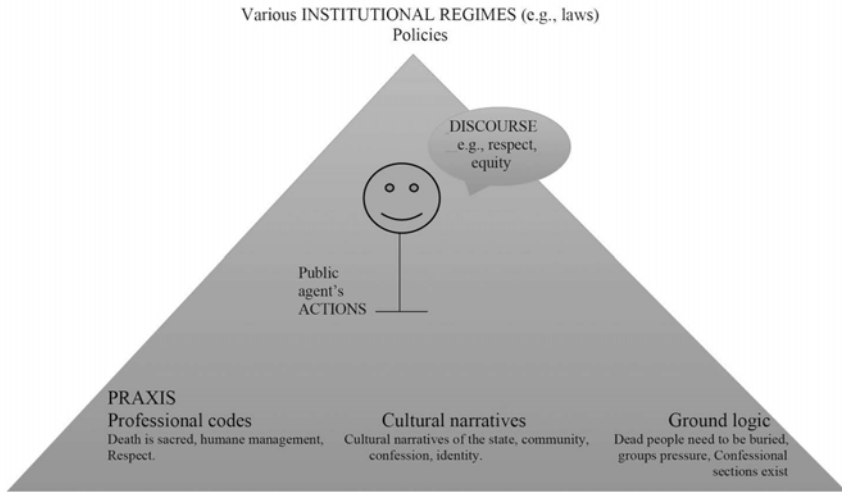 Various INSTITUTIONAL REGIMES (e.g., laws)
Policies
DISCOURSE
_e.g., respect,
equity
Public
agent's
ACTIONS
PRAXIS
Professional codes
Death is sacred, humane management,
Respect.
Cultural narratives
Cultural narratives of the state, community,
confession, identity.
Ground logic
Dead people need to be buried,
groups pressure, Confessional
sections exist